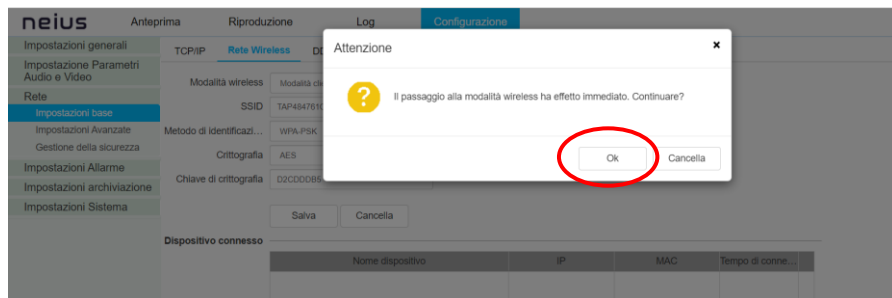 neius
Anteprima Riproduzione Log Configurazione
Impostazioni generali
Impostazione Parametri
Audio e Video
Rete
Impostazioni base
Impostazioni Avanzate
Gestione della sicurezza
Impostazioni Allarme
Impostazioni archiviazione
Impostazioni Sistema
TCP/IP Rete Wireless
Attenzione
Il passaggio alla modalità wireless ha effetto immediato. Continuare?
Ok Cancella
Modalità wireless Modalità
SSID
Metodo di identificazi... WPA-PSK
Crittografia AES
Chiave di crittografia
Salva Cancella
Dispositivo connesso
Nome dispositivo IP MAC Tempo di conne...